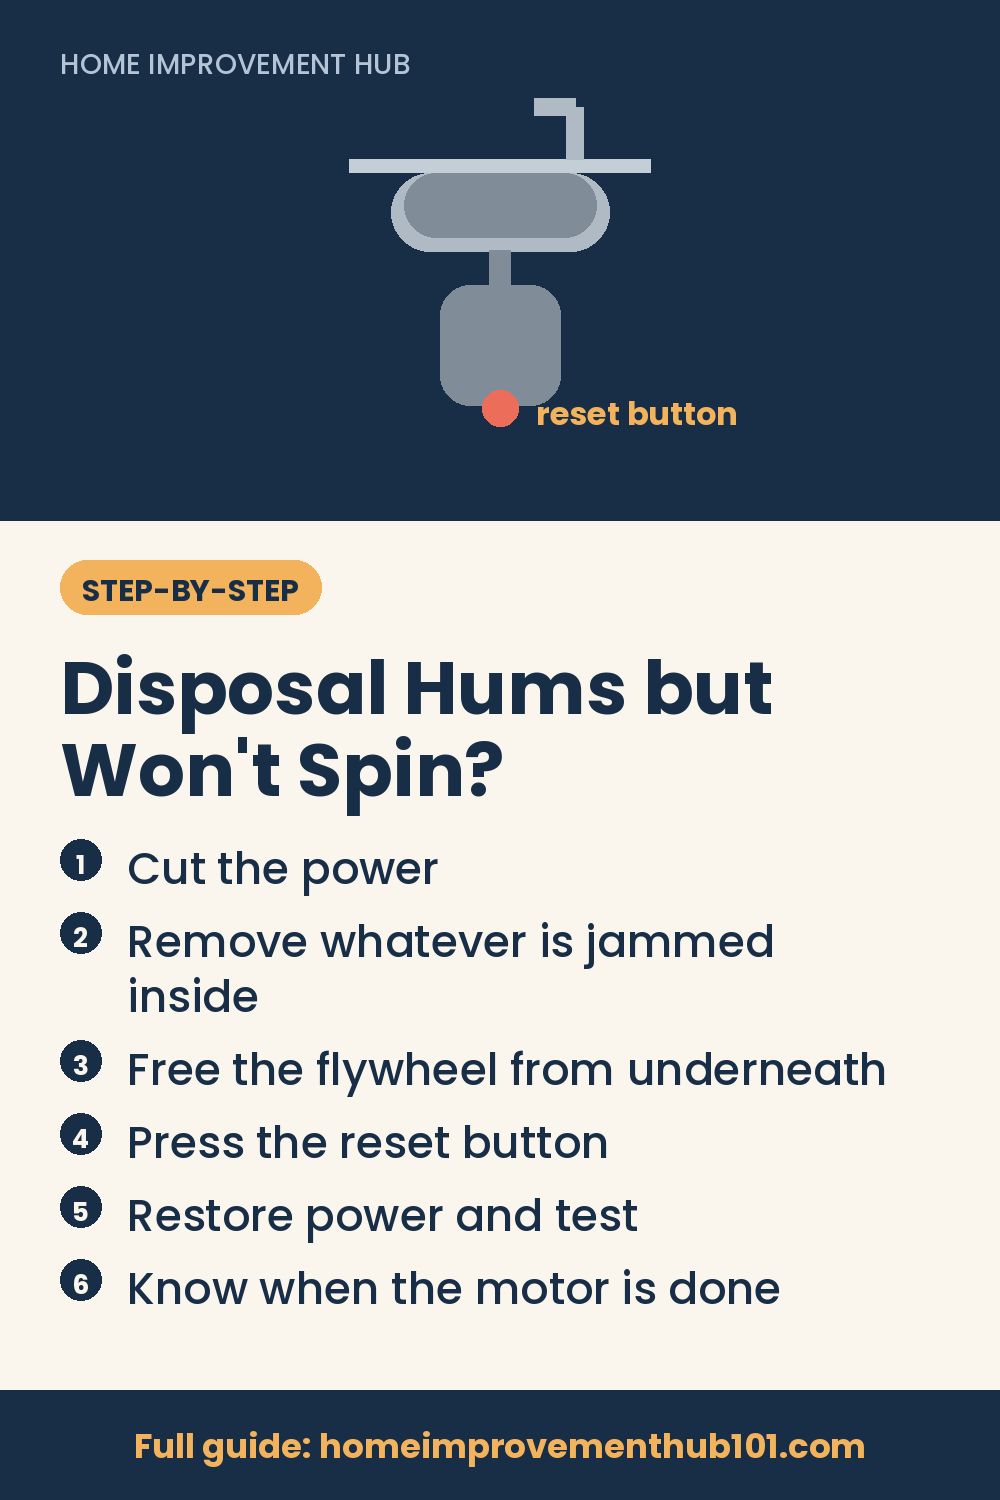 HOME IMPROVEMENT HUB
reset button
STEP-BY-STEP
Disposal Hums but
Won't Spin?
1 Cut the power
2 Remove whatever is jammed
inside
3 Free the flywheel from underneath
4 Press the reset button
5 Restore power and test
6 Know when the motor is done
Full guide: homeimprovementhub101.com